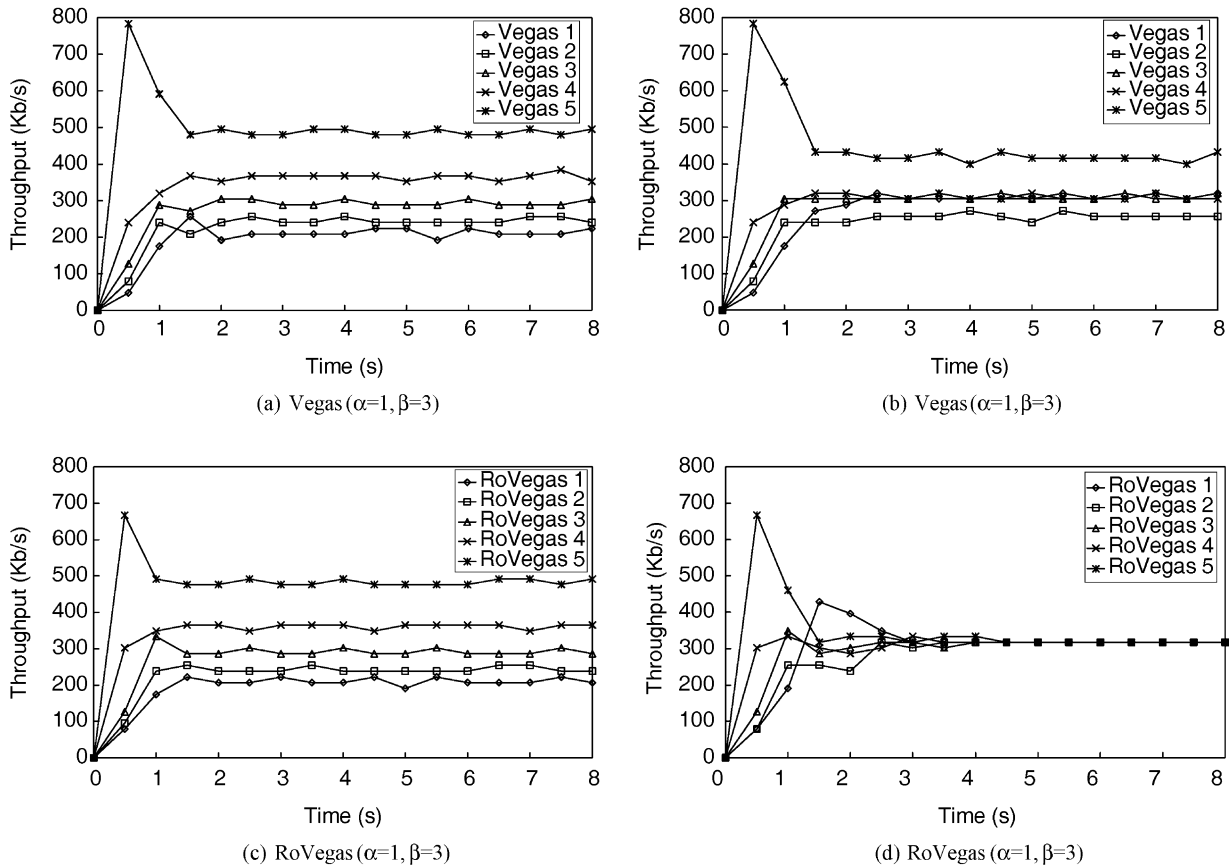 800
700
600
500
400
300
200
100
0
Throughput (Kb/s)
0 1 2 3 4 5 6 7 8
Time (s)
Vegas 1
Vegas 2
Vegas 3
Vegas 4
Vegas 5
(a) Vegas (α=1, β=3)
800
700
600
500
400
300
200
100
0
Throughput (Kb/s)
0 1 2 3 4 5 6 7 8
Time (s)
Vegas 1
Vegas 2
Vegas 3
Vegas 4
Vegas 5
(b) Vegas (α=1, β=3)
800
700
600
500
400
300
200
100
0
Throughput (Kb/s)
0 1 2 3 4 5 6 7 8
Time (s)
RoVegas 1
RoVegas 2
RoVegas 3
RoVegas 4
RoVegas 5
(c) RoVegas (α=1, β=3)
800
700
600
500
400
300
200
100
0
Throughput (Kb/s)
0 1 2 3 4 5 6 7 8
Time (s)
RoVegas 1
RoVegas 2
RoVegas 3
RoVegas 4
RoVegas 5
(d) RoVegas (α=1, β=3)